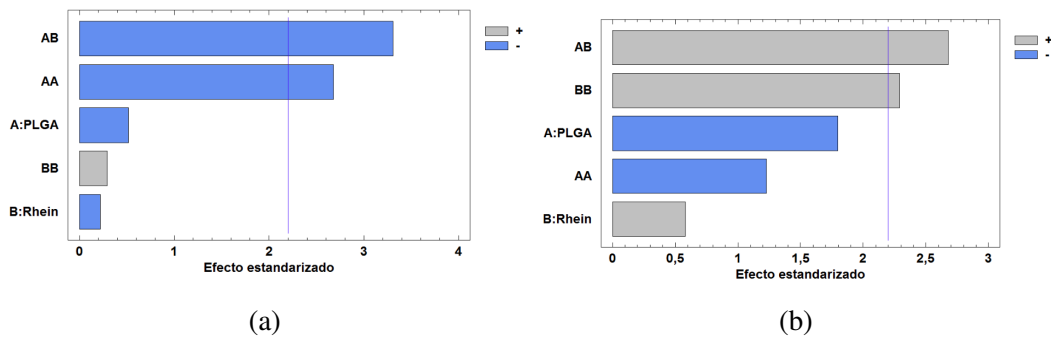 AB
AA
A:PLGA
BB
B:Rhein
0 1 2 3 4
Efecto estandarizado
+
-
(a)
AB
BB
A:PLGA
AA
B:Rhein
0 0,5 1 1,5 2 2,5 3
Efecto estandarizado
+
-
(b)